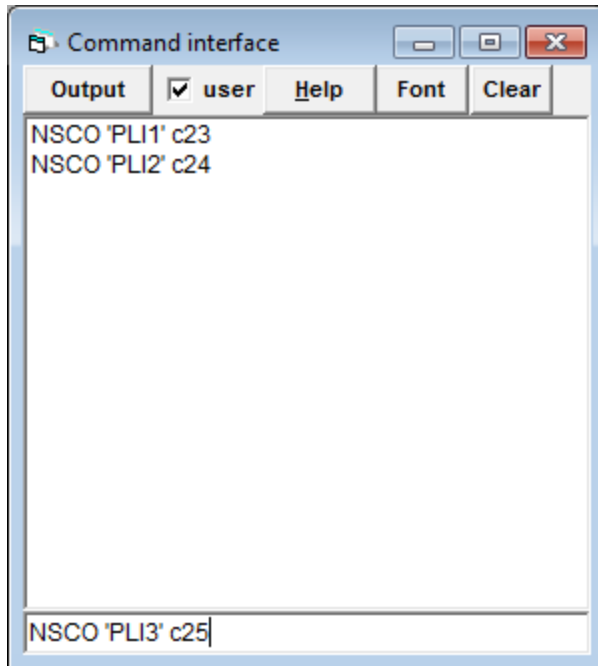 Command interface
Output user Help Font Clear
NSCO 'PLI1' c23
NSCO 'PLI2' c24
NSCO 'PLI3' c25